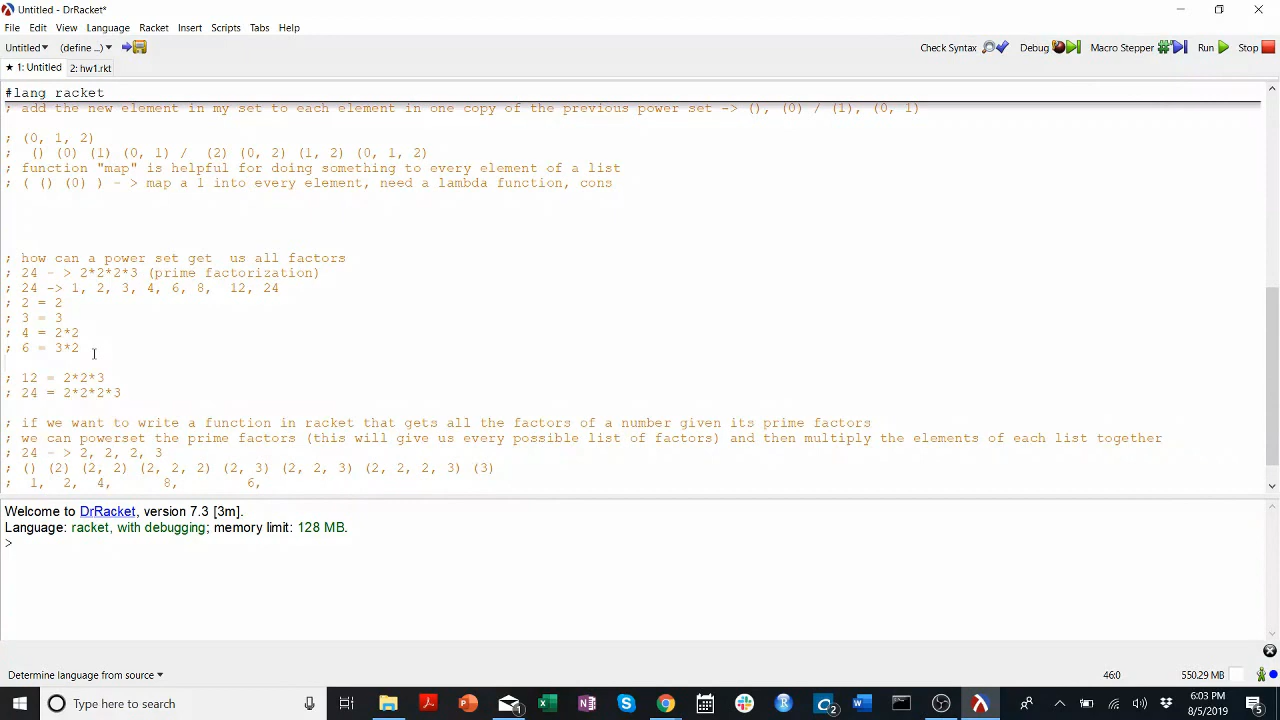 Untitled - DrRacket*
File Edit View Language Racket Insert Scripts Tabs Help
Untitled (define ...) Check Syntax Debug Macro Stepper Run Stop
★ 1: Untitled 2: hw1.rkt
#lang racket
; add the new element in my set to each element in one copy of the previous power set -> (), (0) / (1), (0, 1)
; (0, 1, 2)
; () (0) (1) (0, 1) / (2) (0, 2) (1, 2) (0, 1, 2)
; function "map" is helpful for doing something to every element of a list
; ( () (0) ) - > map a 1 into every element, need a lambda function, cons
; how can a power set get us all factors
; 24 - > 2*2*2*3 (prime factorization)
; 24 -> 1, 2, 3, 4, 6, 8, 12, 24
; 2 = 2
; 3 = 3
; 4 = 2*2
; 6 = 3*2
; 12 = 2*2*3
; 24 = 2*2*2*3
; if we want to write a function in racket that gets all the factors of a number given its prime factors
; we can powerset the prime factors (this will give us every possible list of factors) and then multiply the elements of each list together
; 24 - > 2, 2, 2, 3
; () (2) (2, 2) (2, 2, 2) (2, 3) (2, 2, 3) (2, 2, 2, 3) (3)
; 1, 2, 4, 8, 6,
Welcome to DrRacket, version 7.3 [3m].
Language: racket, with debugging; memory limit: 128 MB.
>
Determine language from source 46:0 550.29 MB
Type here to search 6:03 PM
8/5/2019